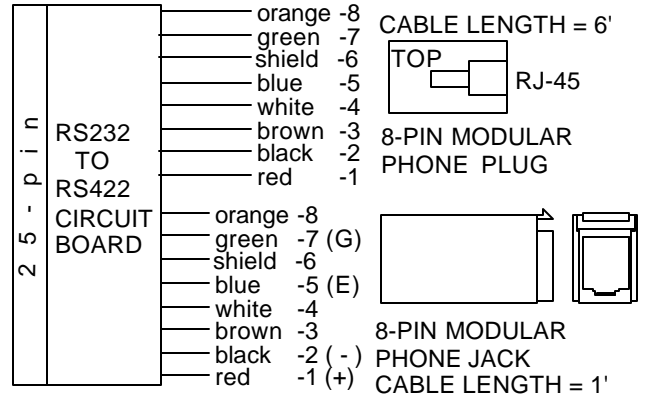 25-pin
RS232
TO
RS422
CIRCUIT
BOARD
orange -8
green -7
shield -6
blue -5
white -4
brown -3
black -2
red -1
orange -8
green -7 (G)
shield -6
blue -5 (E)
white -4
brown -3
black -2 ( - )
red -1 (+)
CABLE LENGTH = 6'
TOP
RJ-45
8-PIN MODULAR
PHONE PLUG
8-PIN MODULAR
PHONE JACK
CABLE LENGTH = 1'